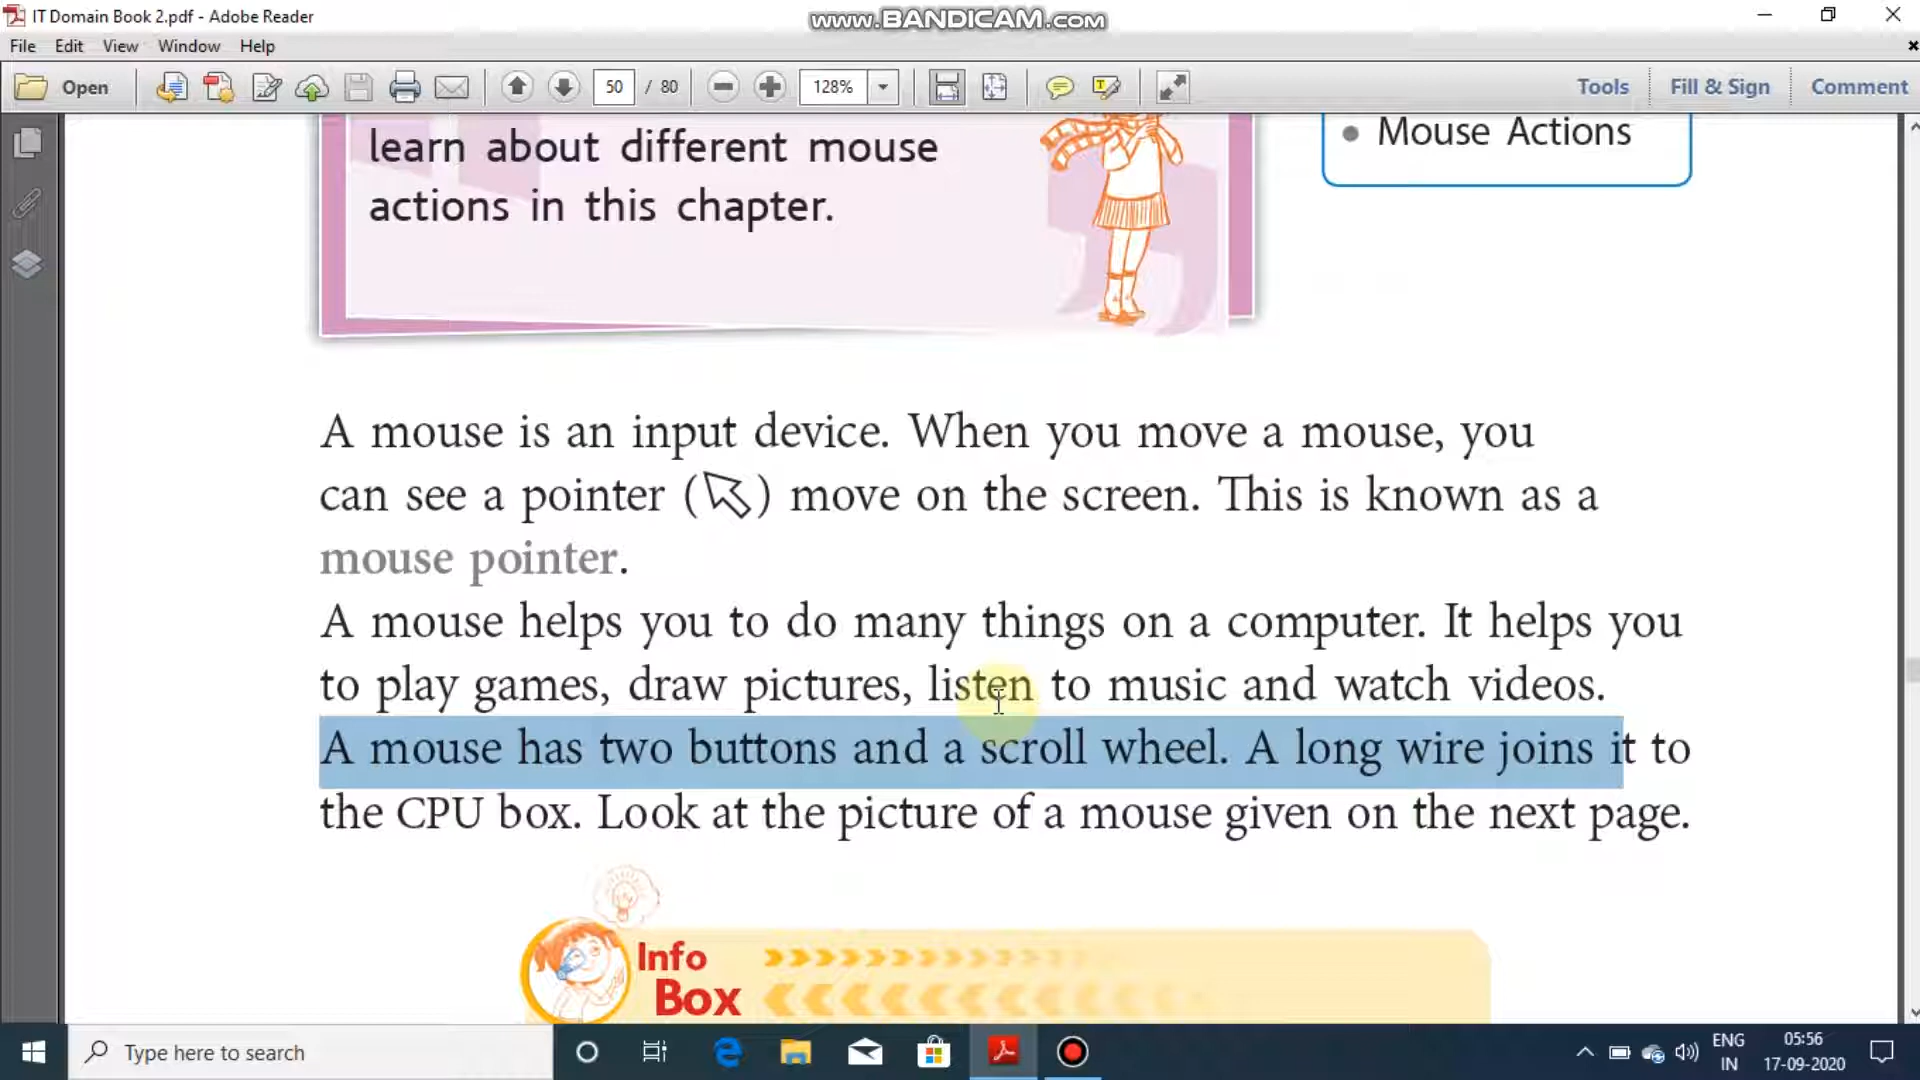 IT Domain Book 2.pdf - Adobe Reader
www.BANDICAM.com
File Edit View Window Help
Open 50 / 80 128% Tools Fill & Sign Comment
learn about different mouse
actions in this chapter.
Mouse Actions
A mouse is an input device. When you move a mouse, you
can see a pointer ( ) move on the screen. This is known as a
mouse pointer.
A mouse helps you to do many things on a computer. It helps you
to play games, draw pictures, listen to music and watch videos.
A mouse has two buttons and a scroll wheel. A long wire joins it to
the CPU box. Look at the picture of a mouse given on the next page.
Info
Box
Type here to search
ENG
IN
05:56
17-09-2020